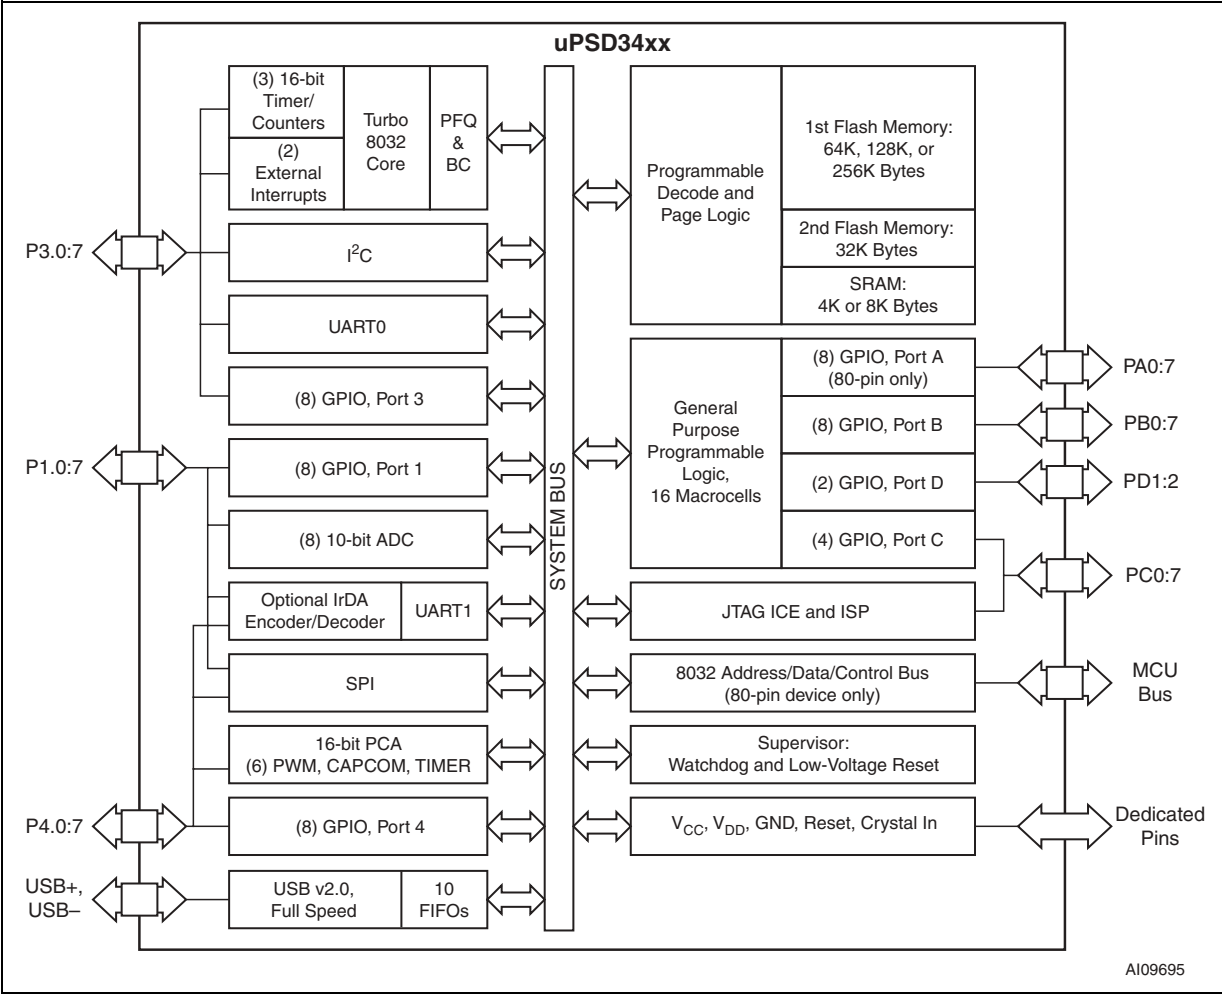 uPSD34xx
(3) 16-bit
Timer/
Counters
(2)
External
Interrupts
Turbo
8032
Core
PFQ
&
BC
P3.0:7
I2C
UART0
(8) GPIO, Port 3
P1.0:7
(8) GPIO, Port 1
(8) 10-bit ADC
Optional IrDA
Encoder/Decoder
UART1
SPI
16-bit PCA
(6) PWM, CAPCOM, TIMER
P4.0:7
(8) GPIO, Port 4
USB+,
USB–
USB v2.0,
Full Speed
10
FIFOs
SYSTEM BUS
Programmable
Decode and
Page Logic
1st Flash Memory:
64K, 128K, or
256K Bytes
2nd Flash Memory:
32K Bytes
SRAM:
4K or 8K Bytes
General
Purpose
Programmable
Logic,
16 Macrocells
(8) GPIO, Port A
(80-pin only)
PA0:7
(8) GPIO, Port B
PB0:7
(2) GPIO, Port D
PD1:2
(4) GPIO, Port C
PC0:7
JTAG ICE and ISP
8032 Address/Data/Control Bus
(80-pin device only)
MCU
Bus
Supervisor:
Watchdog and Low-Voltage Reset
VCC, VDD, GND, Reset, Crystal In
Dedicated
Pins
AI09695